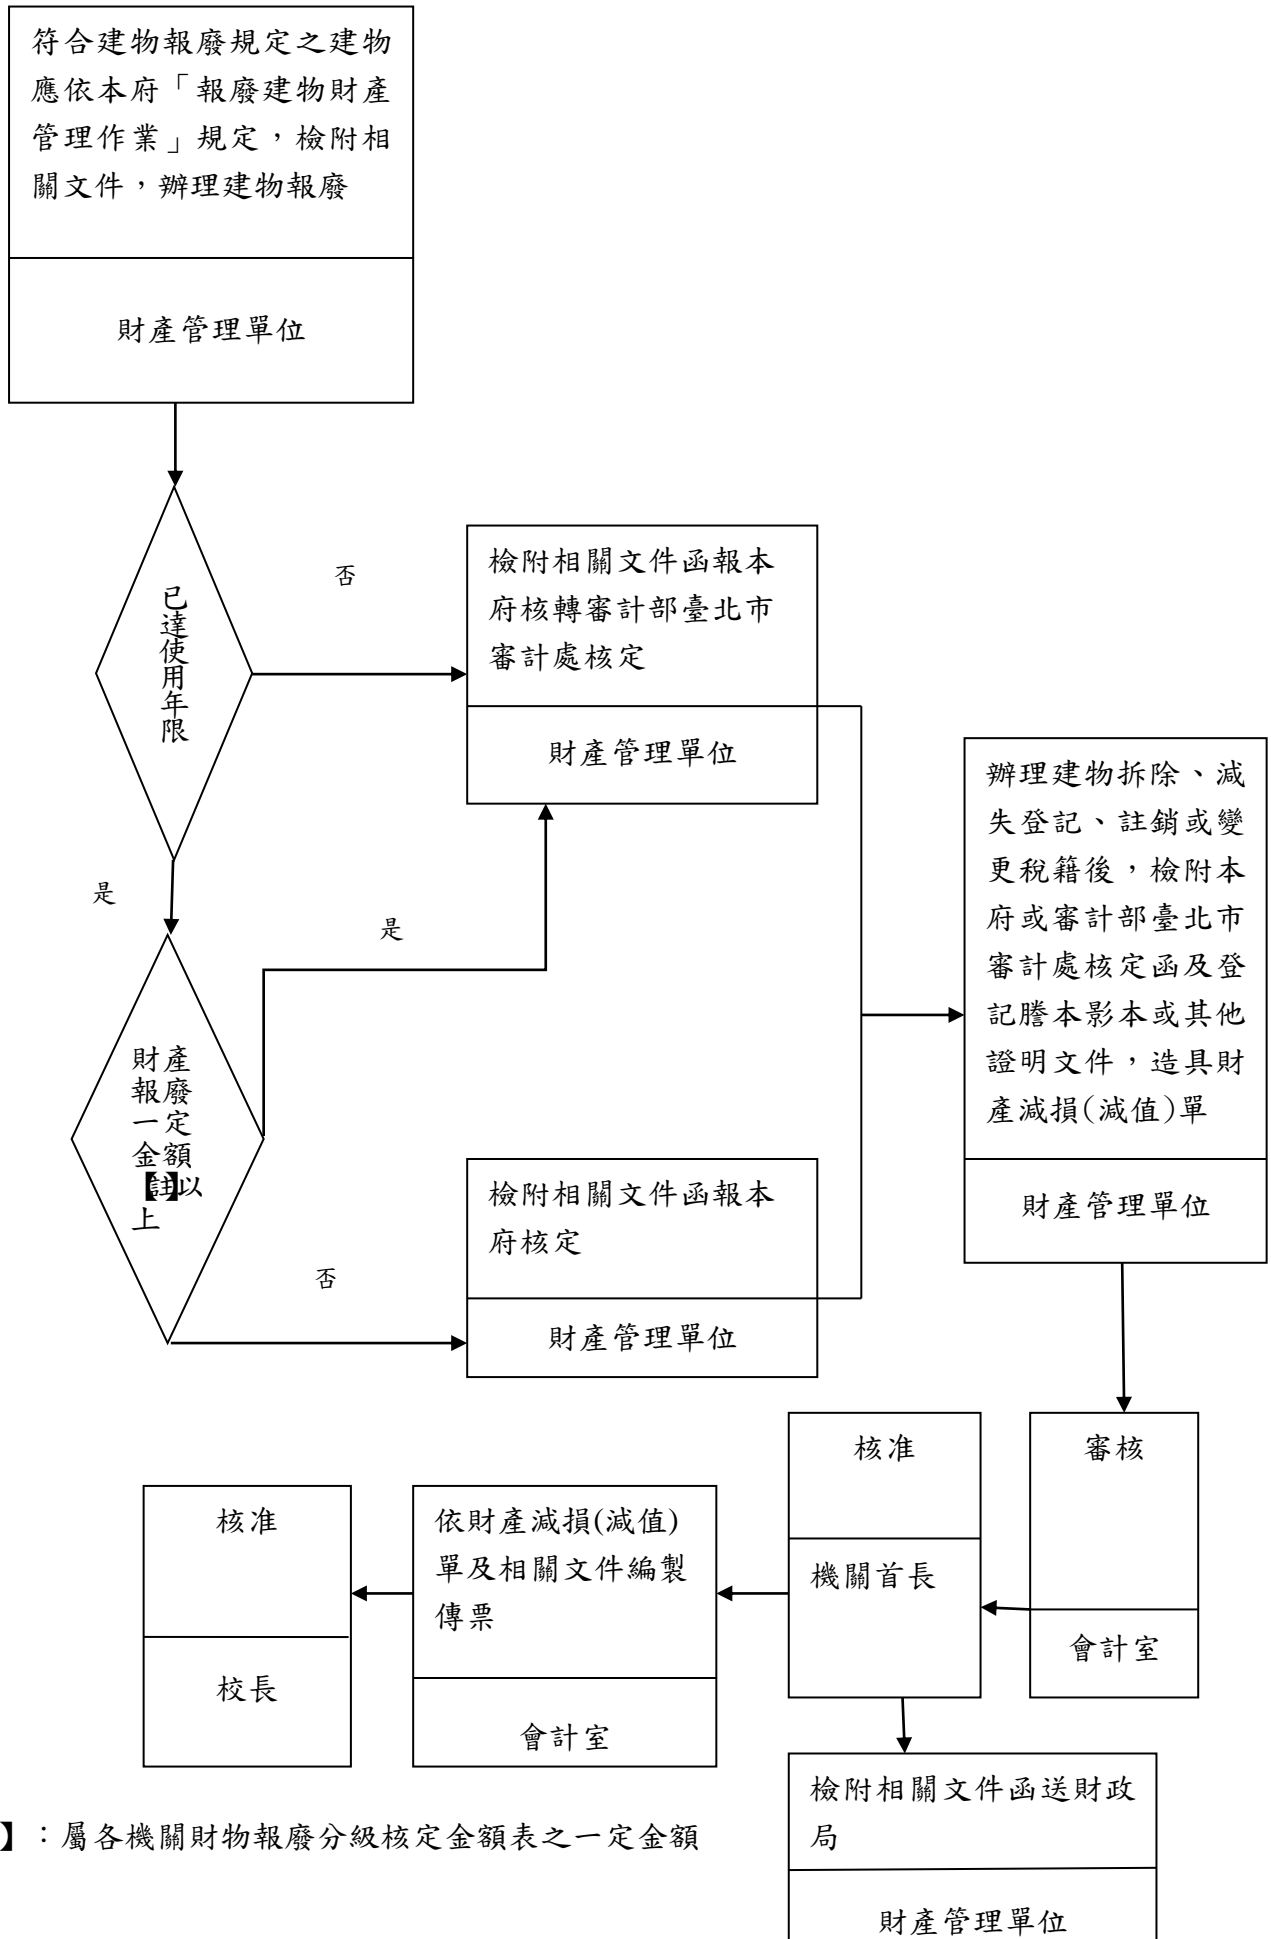 符合建物報廢規定之建物
應依本府「報廢建物財產
管理作業」規定，檢附相
關文件，辦理建物報廢
財產管理單位
已達使用年限
否
檢附相關文件函報本
府核轉審計部臺北市
審計處核定
財產管理單位
是
是
財產
報廢
一定
金額
【註】以
上
否
檢附相關文件函報本
府核定
財產管理單位
辦理建物拆除、減
失登記、註銷或變
更稅籍後，檢附本
府或審計部臺北市
審計處核定函及登
記謄本影本或其他
證明文件，造具財
產減損(減值)單
財產管理單位
審核
會計室
核准
機關首長
依財產減損(減值)
單及相關文件編製
傳票
會計室
核准
校長
檢附相關文件函送財政
局
財產管理單位
】：屬各機關財物報廢分級核定金額表之一定金額